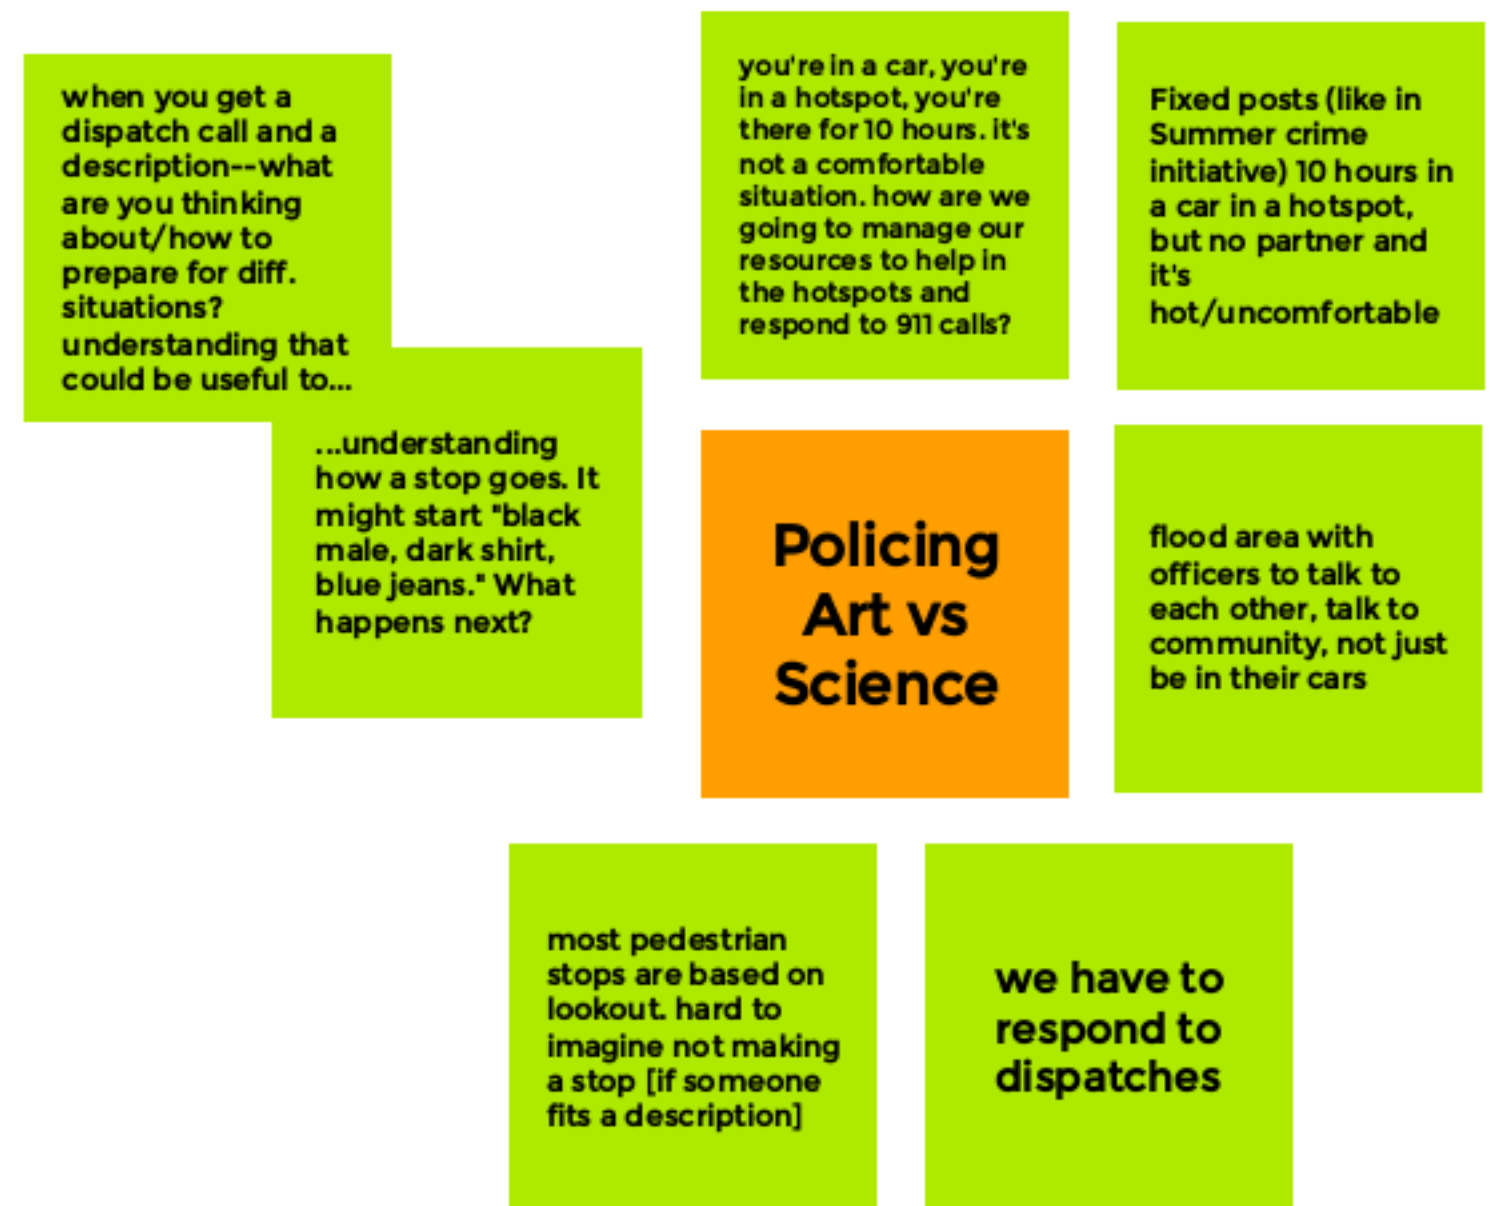 when you get a
dispatch call and a
description--what
are you thinking
about/how to
prepare for diff.
situations?
understanding that
could be useful to...
...understanding
how a stop goes. It
might start "black
male, dark shirt,
blue jeans." What
happens next?
you're in a car, you're
in a hotspot, you're
there for 10 hours. it's
not a comfortable
situation. how are we
going to manage our
resources to help in
the hotspots and
respond to 911 calls?
Fixed posts (like in
Summer crime
initiative) 10 hours in
a car in a hotspot,
but no partner and
it's
hot/uncomfortable
Policing
Art vs
Science
flood area with
officers to talk to
each other, talk to
community, not just
be in their cars
most pedestrian
stops are based on
lookout. hard to
imagine not making
a stop [if someone
fits a description]
we have to
respond to
dispatches